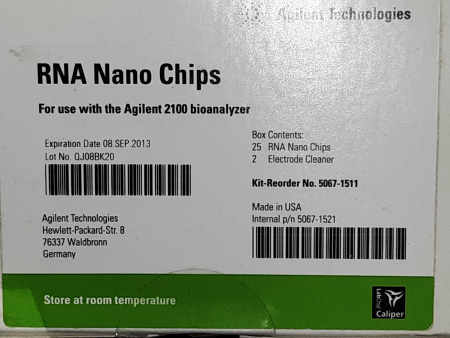 Agilent Technologies
RNA Nano Chips
For use with the Agilent 2100 bioanalyzer
Expiration Date 08.SEP.2013
Lot No. QJ08BK20
Box Contents:
25 RNA Nano Chips
2 Electrode Cleaner
Kit-Reorder No. 5067-1511
Made in USA
Internal p/n 5067-1521
Agilent Technologies
Hewlett-Packard-Str. 8
76337 Waldbronn
Germany
Store at room temperature
LabChip
Caliper